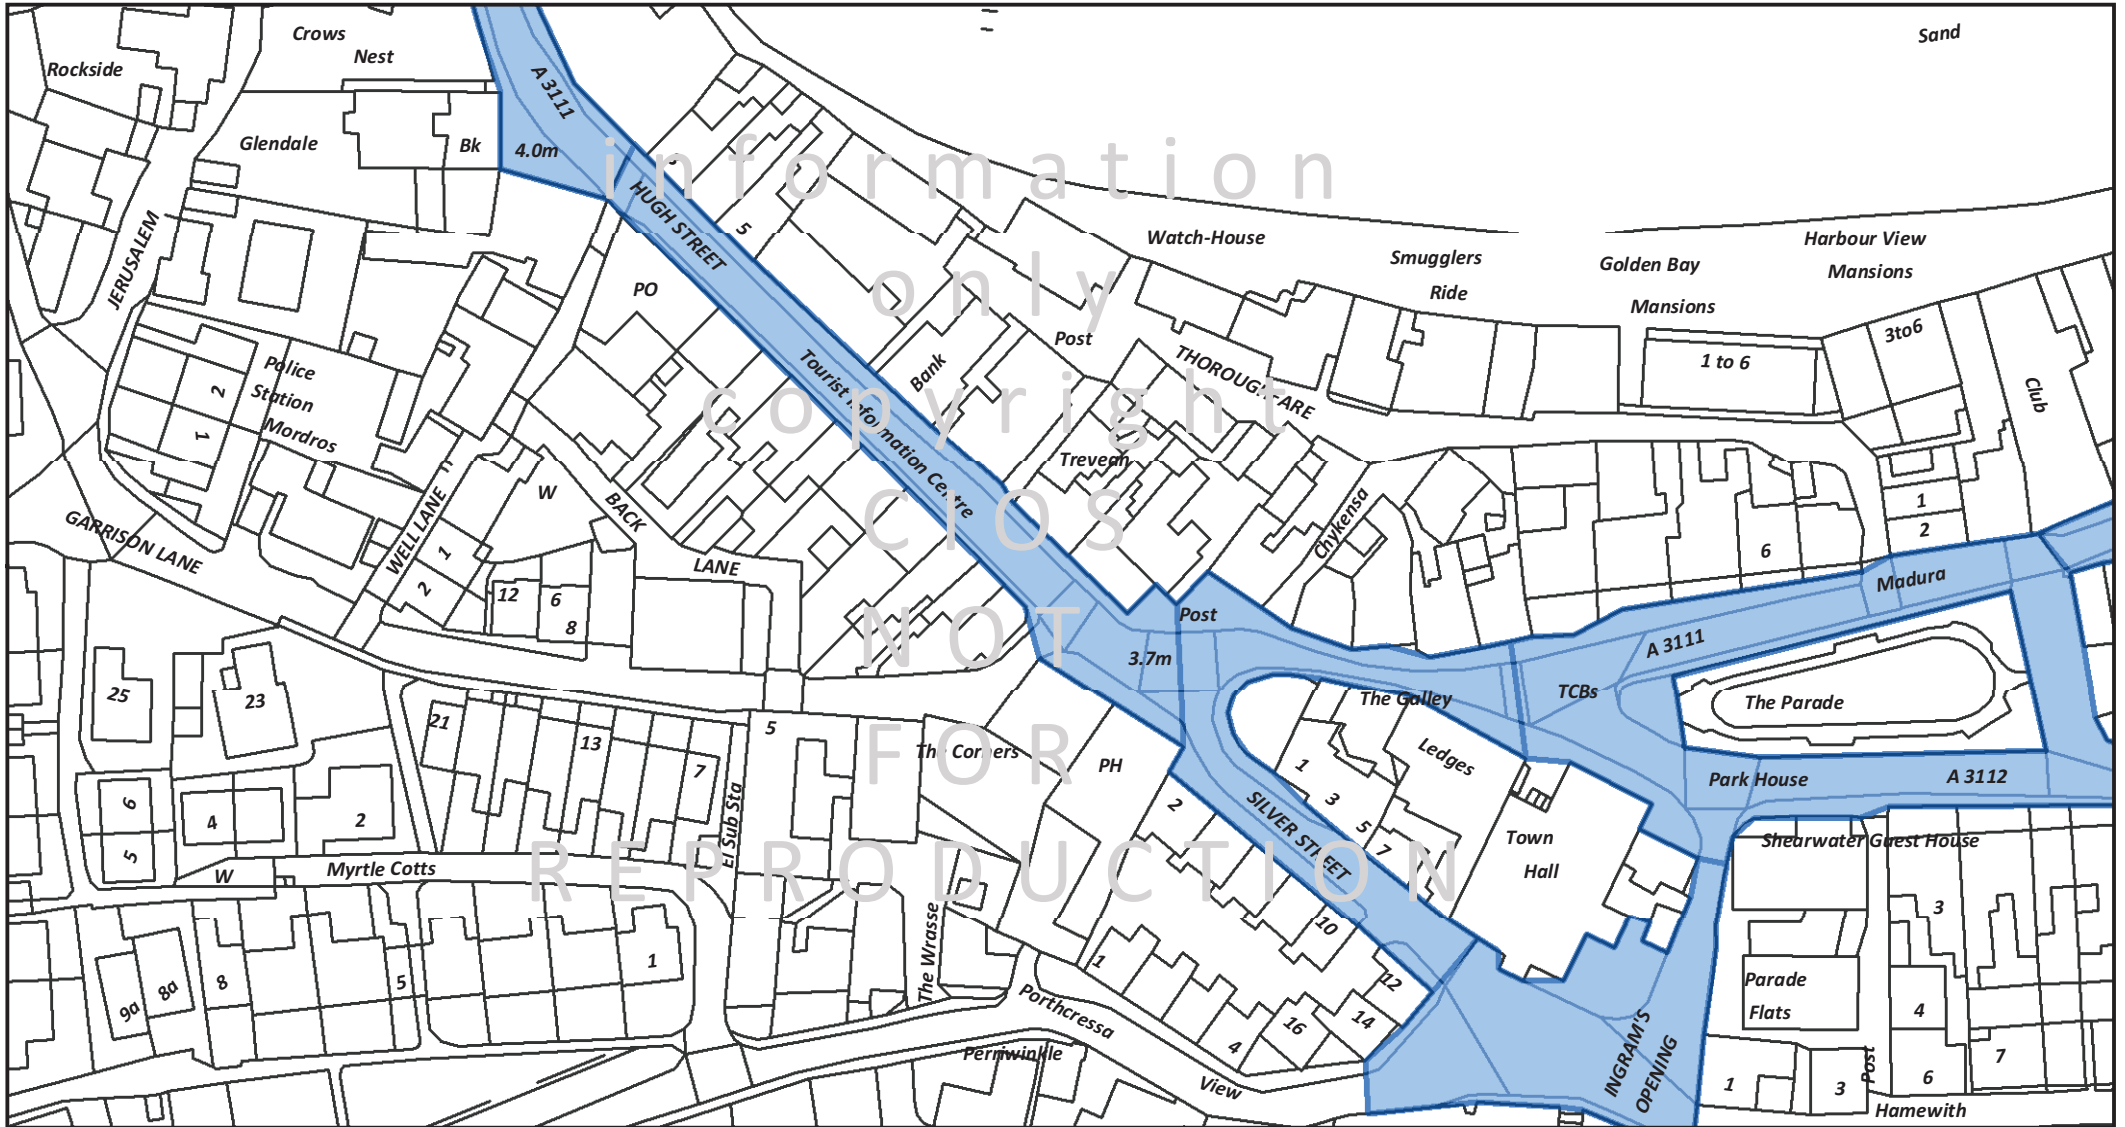 Crows
Nest
Rockside
Sand
A 3111
Glendale
Bk
4.0m
information
HUGH STREET
5
JERUSALEM
Watch-House
Smugglers
Ride
Golden Bay
Mansions
Harbour View
Mansions
only
PO
Post
THOROUGHFARE
1 to 6
3to6
Club
Police
Station
Mordros
2
1
Tourist Information Centre
Bank
copyright
Trevean
Chykensa
W
BACK
LANE
CIOS
GARRISON LANE
WELL LANE
1
2
12
6
8
6
1
2
Madura
NOT
Post
3.7m
A 3111
TCBs
The Galley
The Parade
25
23
21
13
7
5
The Corners
FOR
PH
Ledges
Park House
A 3112
El Sub Sta
6
5
4
2
2
SILVER STREET
1
3
5
7
Town
Hall
Shearwater Guest House
W
Myrtle Cotts
REPRODUCTION
The Wrasse
3
10
12
14
16
1
4
9a
8a
8
5
1
Parade
Flats
4
Porthcressa
View
Perriwinkle
INGRAM'S
OPENING
1
3
Post
6
7
Hamewith